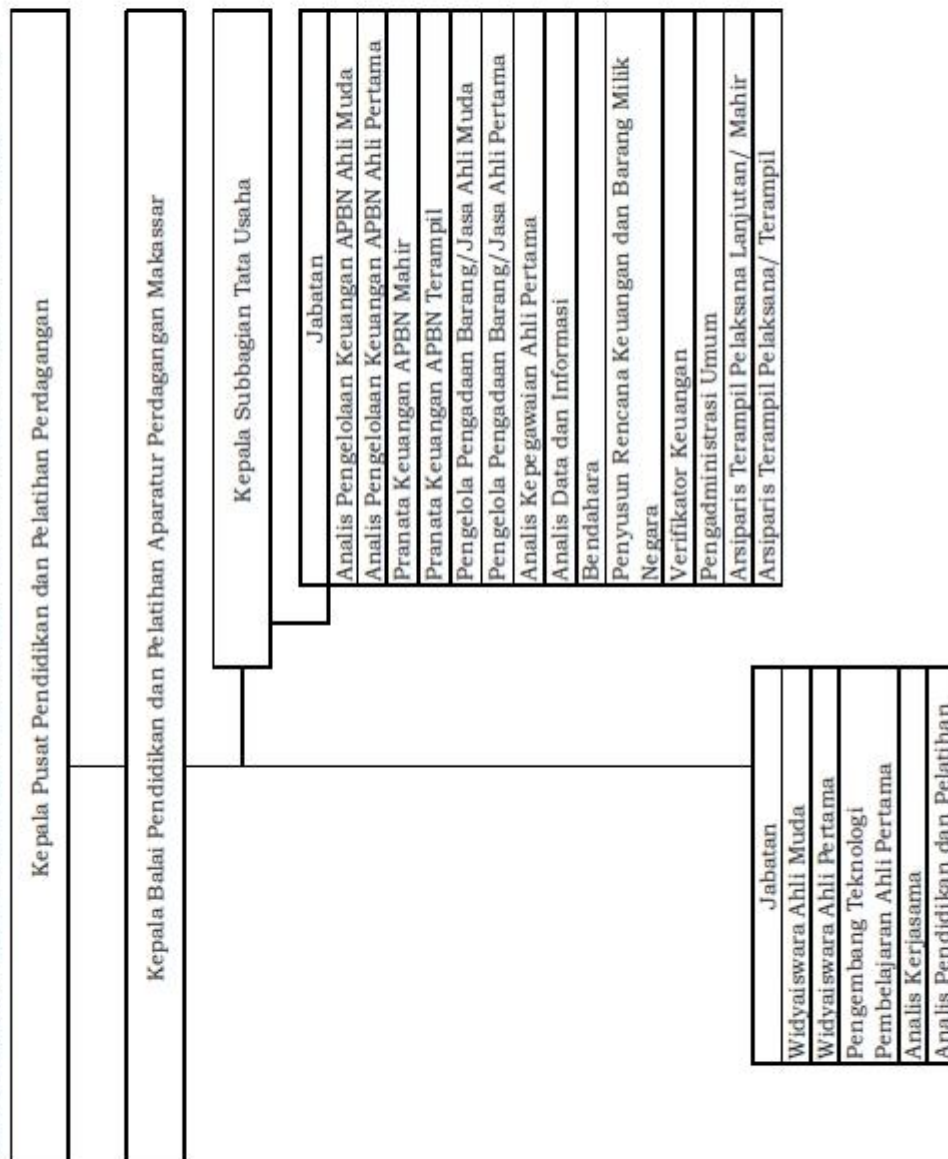 Kepala Pusat Pendidikan dan Pelatihan Perdagangan
Kepala Balai Pendidikan dan Pelatihan Aparatur Perdagangan Makassar
Kepala Subbagian Tata Usaha
Jabatan
Analis Pengelolaan Keuangan APBN Ahli Muda
Analis Pengelolaan Keuangan APBN Ahli Pertama
Pranata Keuangan APBN Mahir
Pranata Keuangan APBN Terampil
Pengelola Pengadaan Barang/Jasa Ahli Muda
Pengelola Pengadaan Barang/Jasa Ahli Pertama
Analis Kepegawaian Ahli Pertama
Analis Data dan Informasi
Bendahara
Penyusun Rencana Keuangan dan Barang Milik
Negara
Verifikator Keuangan
Pengadministrasi Umum
Arsiparis Terampil Pelaksana Lanjutan/ Mahir
Arsiparis Terampil Pelaksana/ Terampil
Jabatan
Widyaiswara Ahli Muda
Widyaiswara Ahli Pertama
Pengembang Teknologi
Pembelajaran Ahli Pertama
Analis Kerjasama
Analis Pendidikan dan Pelatihan